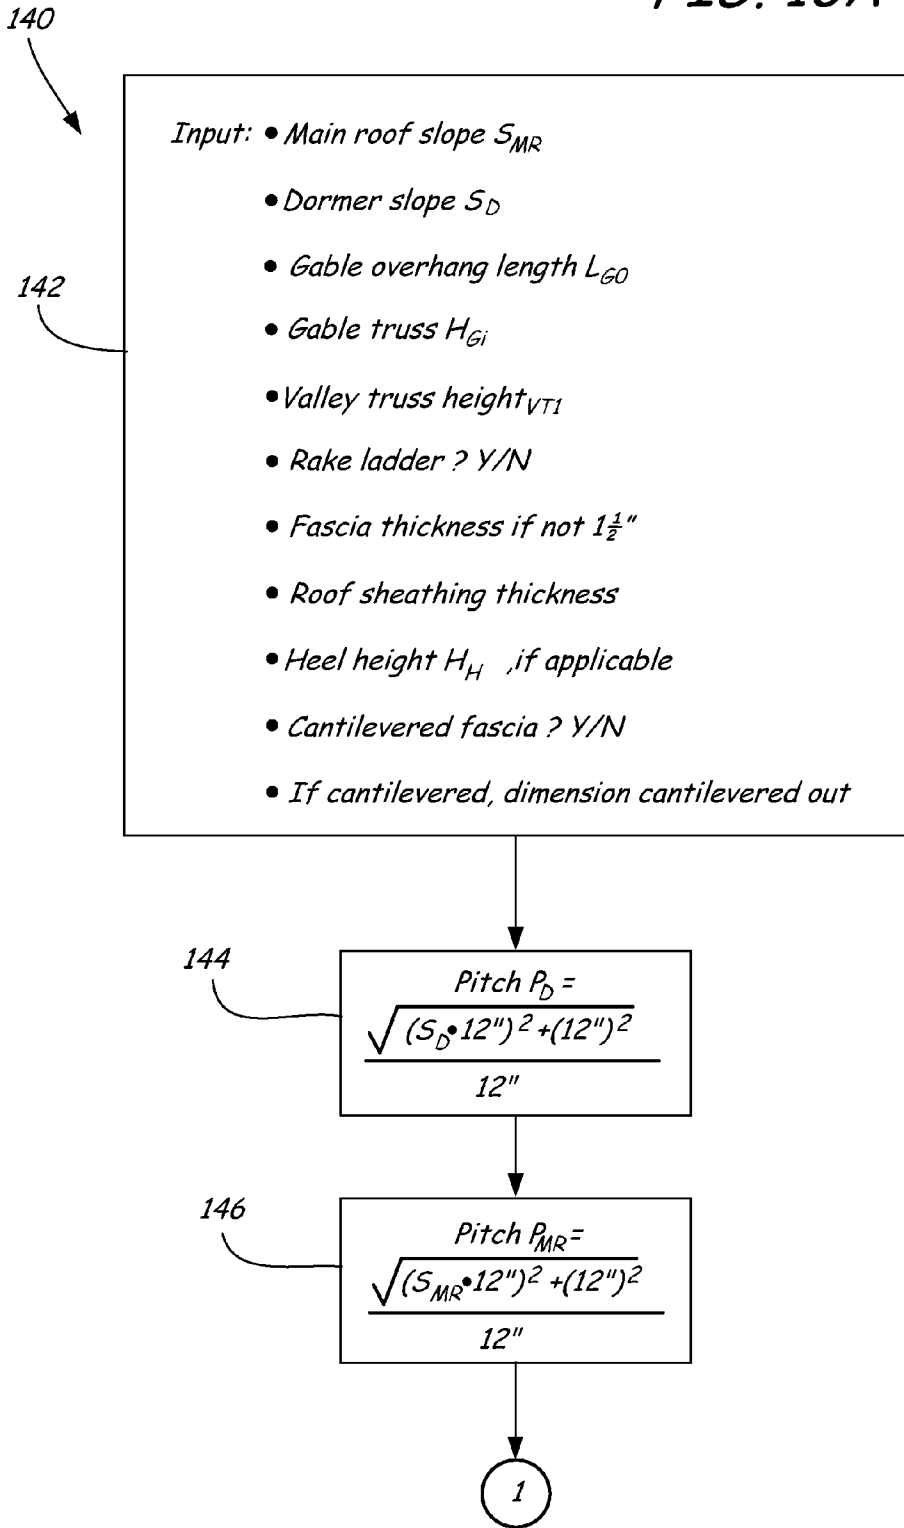 140
Input: • Main roof slope S_MR
• Dormer slope S_D
• Gable overhang length L_GO
142
• Gable truss H_Gi
• Valley truss height_VT1
• Rake ladder ? Y/N
• Fascia thickness if not 1½"
• Roof sheathing thickness
• Heel height H_H ,if applicable
• Cantilevered fascia ? Y/N
• If cantilevered, dimension cantilevered out
144
Pitch P_D =
√(S_D•12")² +(12")²
12"
146
Pitch P_MR =
√(S_MR•12")² +(12")²
12"
1